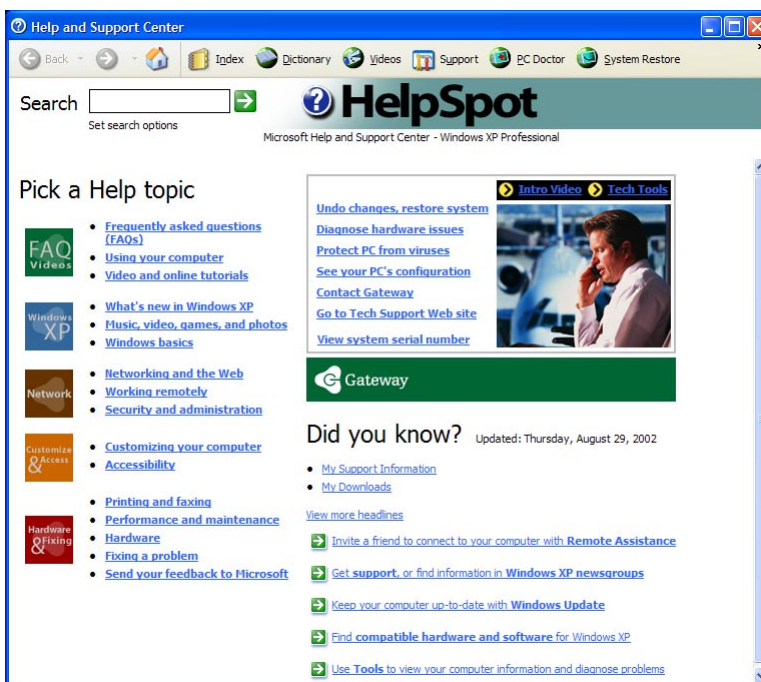 Help and Support Center
Back
Index
Dictionary
Videos
Support
PC Doctor
System Restore
Search
Set search options
HelpSpot
Microsoft Help and Support Center - Windows XP Professional
Pick a Help topic
FAQ
Videos
Frequently asked questions
(FAQs)
Using your computer
Video and online tutorials
Windows
XP
What's new in Windows XP
Music, video, games, and photos
Windows basics
Network
Networking and the Web
Working remotely
Security and administration
Customize
& Access
Customizing your computer
Accessibility
Hardware
& Fixing
Printing and faxing
Performance and maintenance
Hardware
Fixing a problem
Send your feedback to Microsoft
Intro Video
Tech Tools
Undo changes, restore system
Diagnose hardware issues
Protect PC from viruses
See your PC's configuration
Contact Gateway
Go to Tech Support Web site
View system serial number
Gateway
Did you know?
Updated: Thursday, August 29, 2002
My Support Information
My Downloads
View more headlines
Invite a friend to connect to your computer with Remote Assistance
Get support, or find information in Windows XP newsgroups
Keep your computer up-to-date with Windows Update
Find compatible hardware and software for Windows XP
Use Tools to view your computer information and diagnose problems